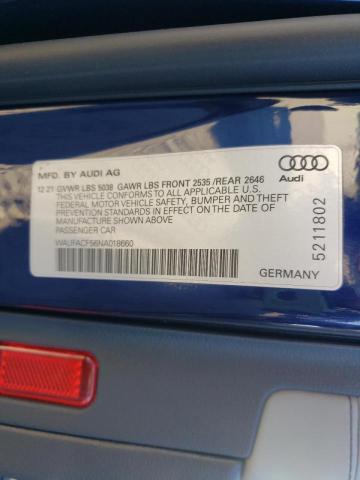 MFD. BY AUDI AG
12 21 GVWR LBS 5038 GAWR LBS FRONT 2535 /REAR 2646
THIS VEHICLE CONFORMS TO ALL APPLICABLE U.S.
FEDERAL MOTOR VEHICLE SAFETY, BUMPER AND THEFT
PREVENTION STANDARDS IN EFFECT ON THE DATE OF
MANUFACTURE SHOWN ABOVE
PASSENGER CAR
WAUFACF56NA018660
GERMANY
Audi
5211802